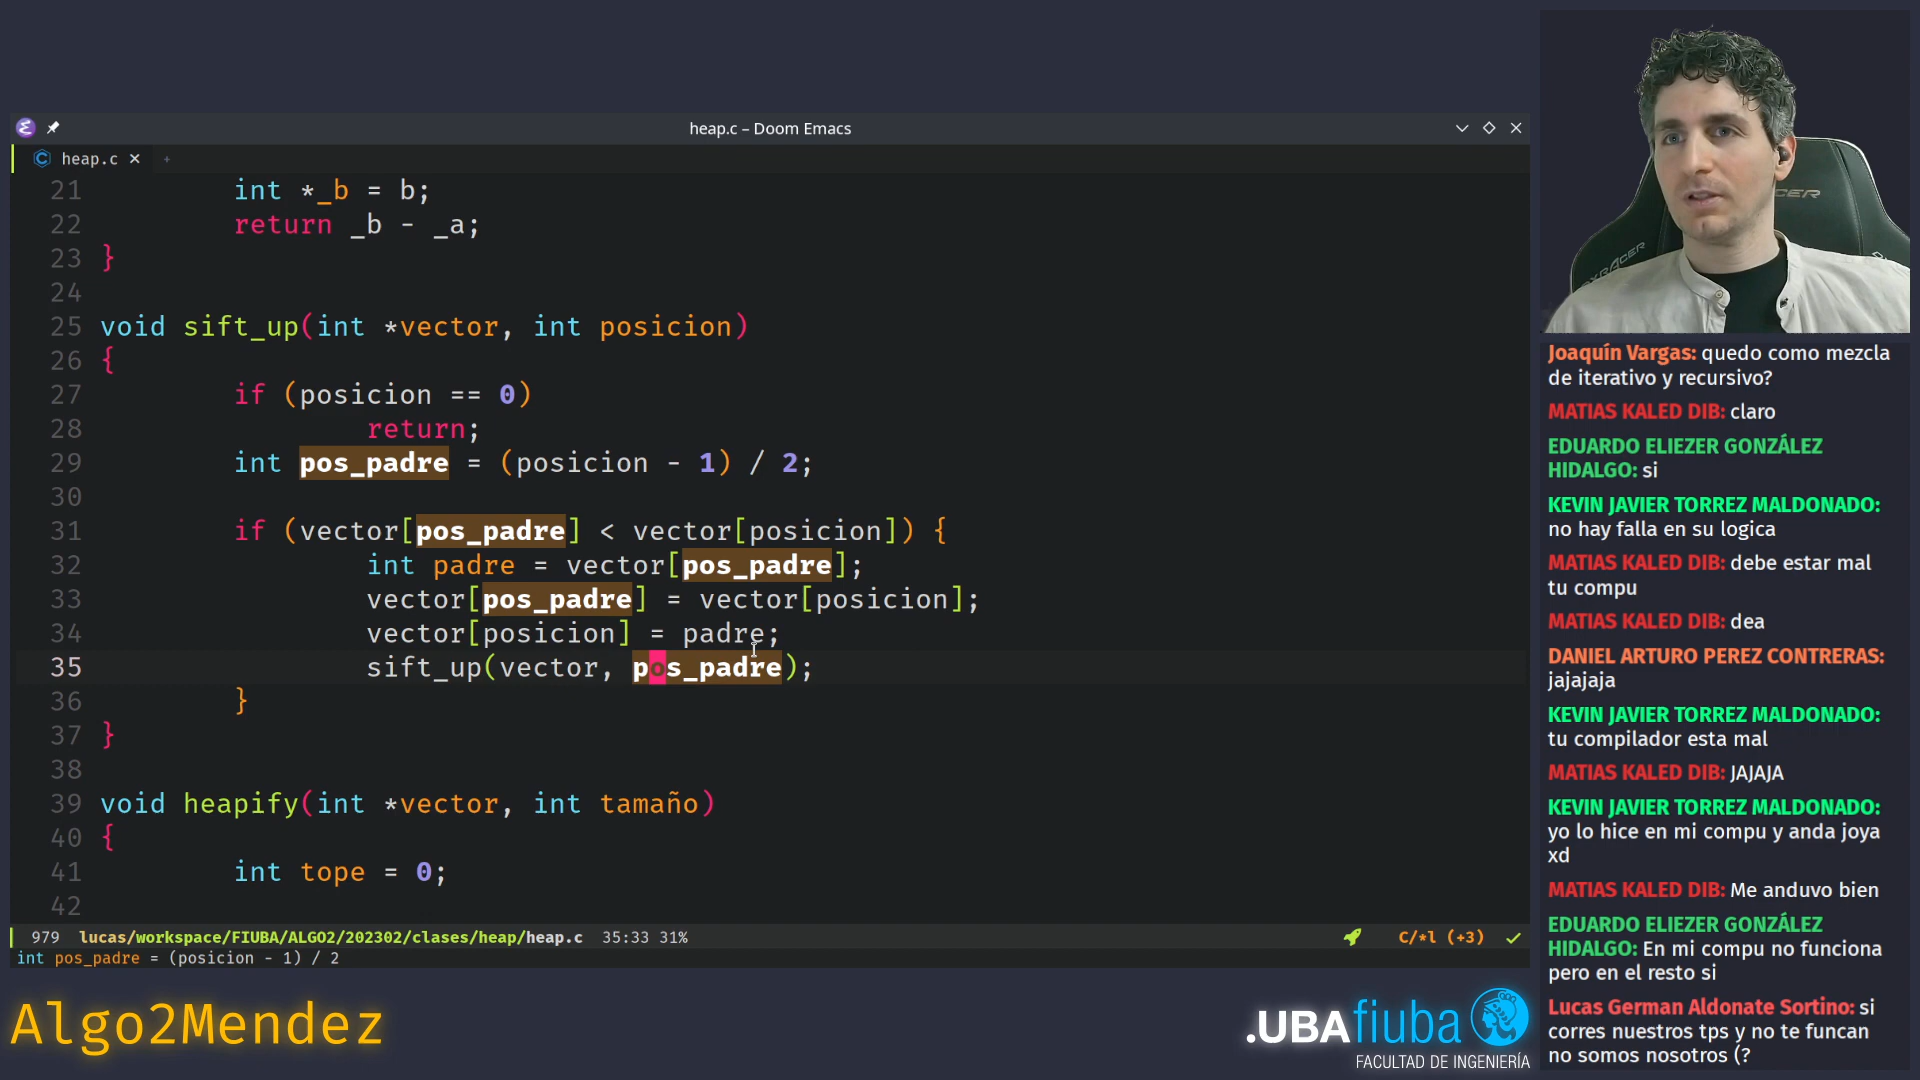 heap.c – Doom Emacs
heap.c
21 int *_b = b;
22 return _b - _a;
23 }
24
25 void sift_up(int *vector, int posicion)
26 {
27 if (posicion == 0)
28 return;
29 int pos_padre = (posicion - 1) / 2;
30
31 if (vector[pos_padre] < vector[posicion]) {
32 int padre = vector[pos_padre];
33 vector[pos_padre] = vector[posicion];
34 vector[posicion] = padre;
35 sift_up(vector, pos_padre);
36 }
37 }
38
39 void heapify(int *vector, int tamaño)
40 {
41 int tope = 0;
42
979 lucas/workspace/FIUBA/ALGO2/202302/clases/heap/heap.c 35:33 31% C/*l (+3)
int pos_padre = (posicion - 1) / 2
Algo2Mendez
.UBAfiuba
FACULTAD DE INGENIERÍA
Joaquín Vargas: quedo como mezcla
de iterativo y recursivo?
MATIAS KALED DIB: claro
EDUARDO ELIEZER GONZÁLEZ
HIDALGO: si
KEVIN JAVIER TORREZ MALDONADO:
no hay falla en su logica
MATIAS KALED DIB: debe estar mal
tu compu
MATIAS KALED DIB: dea
DANIEL ARTURO PEREZ CONTRERAS:
jajajaja
KEVIN JAVIER TORREZ MALDONADO:
tu compilador esta mal
MATIAS KALED DIB: JAJAJA
KEVIN JAVIER TORREZ MALDONADO:
yo lo hice en mi compu y anda joya
xd
MATIAS KALED DIB: Me anduvo bien
EDUARDO ELIEZER GONZÁLEZ
HIDALGO: En mi compu no funciona
pero en el resto si
Lucas German Aldonate Sortino: si
corres nuestros tps y no te funcan
no somos nosotros (?